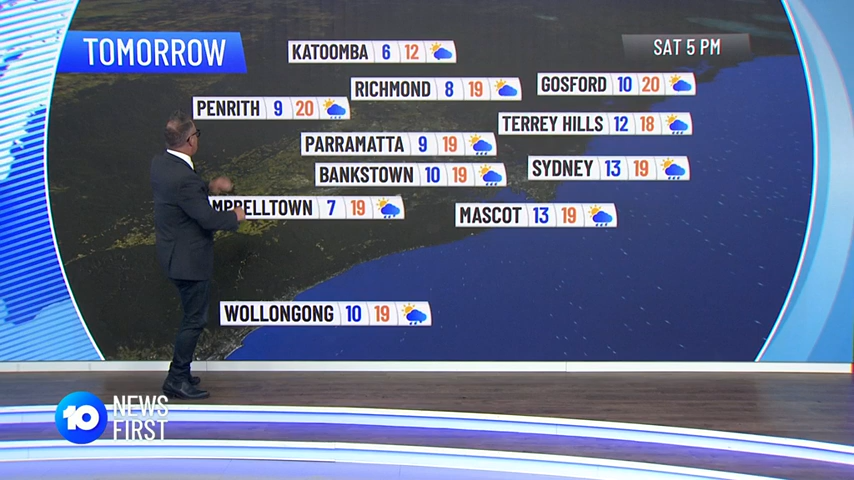 TOMORROW
SAT 5 PM
KATOOMBA 6 12
RICHMOND 8 19
GOSFORD 10 20
PENRITH 9 20
TERREY HILLS 12 18
PARRAMATTA 9 19
BANKSTOWN 10 19
SYDNEY 13 19
MPBELLTOWN 7 19
MASCOT 13 19
WOLLONGONG 10 19
10 NEWS
FIRST